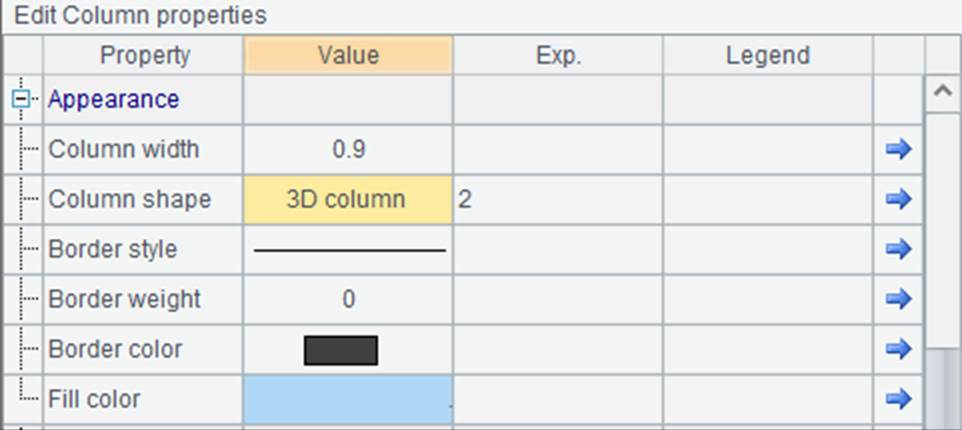 Edit Column properties
Property Value Exp. Legend
Appearance
Column width 0.9
Column shape 3D column 2
Border style
Border weight 0
Border color
Fill color